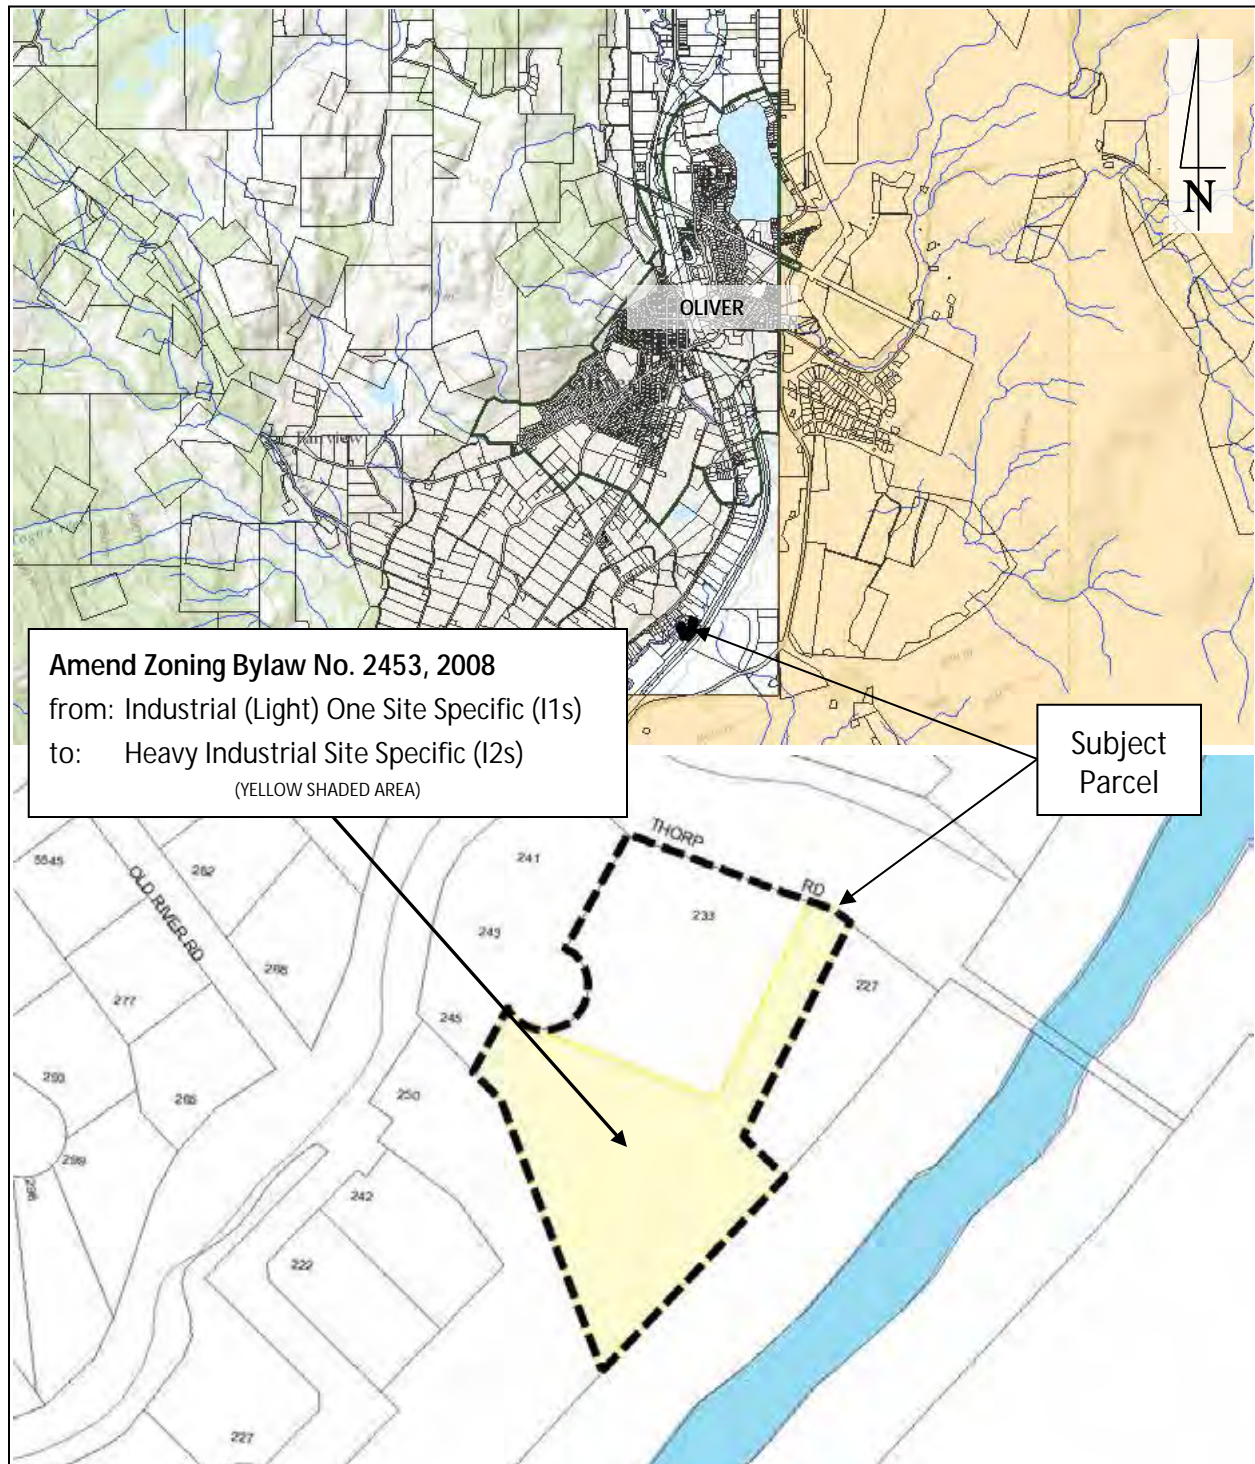 N
OLIVER
Amend Zoning Bylaw No. 2453, 2008
from: Industrial (Light) One Site Specific (I1s)
to: Heavy Industrial Site Specific (I2s)
(YELLOW SHADED AREA)
Subject
Parcel
THORP RD
OLD RIVER RD
5545
262
241
233
243
268
277
227
245
293
265
250
299
298
242
222
227